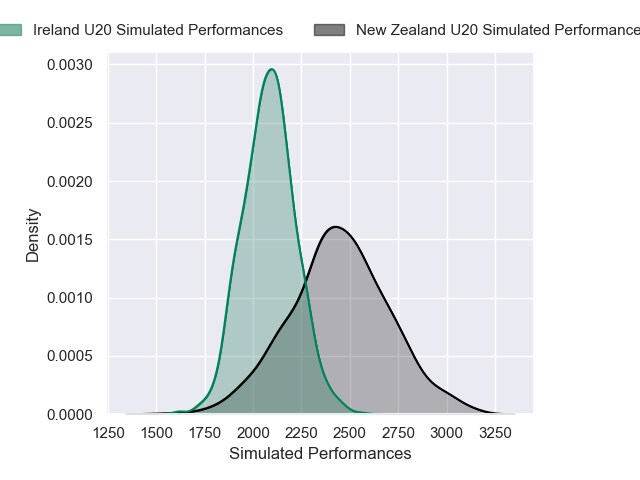 Ireland U20 Simulated Performances
New Zealand U20 Simulated Performance
0.0030
0.0025
0.0020
0.0015
0.0010
0.0005
0.0000
Density
1250 1500 1750 2000 2250 2500 2750 3000 3250
Simulated Performances